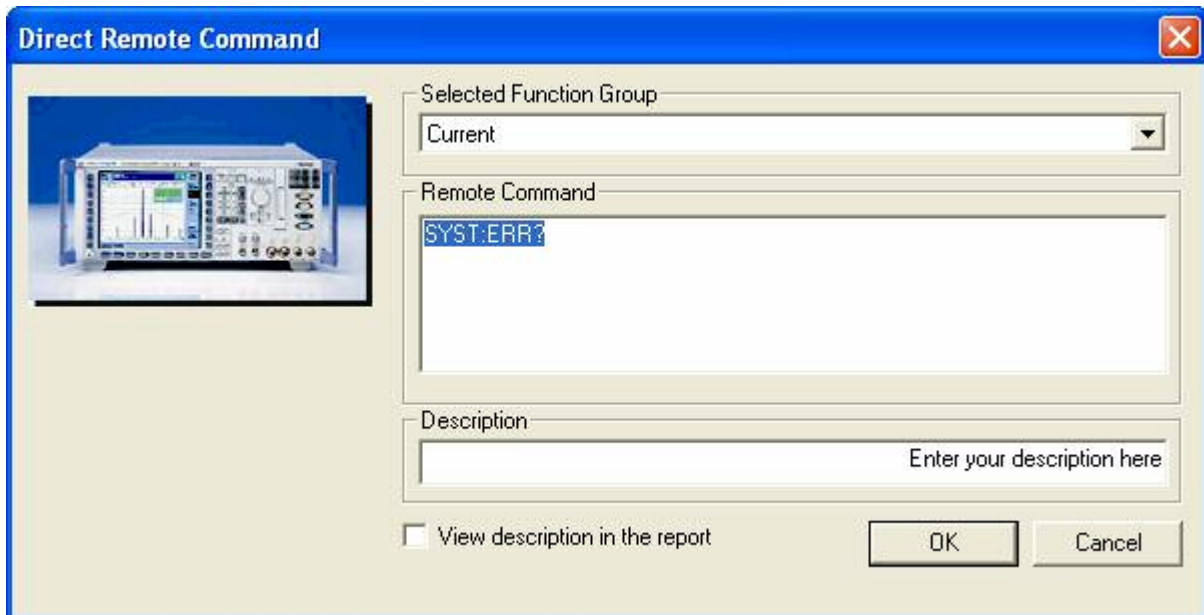 Direct Remote Command
Selected Function Group
Current
Remote Command
SYST:ERR?
Description
Enter your description here
View description in the report
OK
Cancel